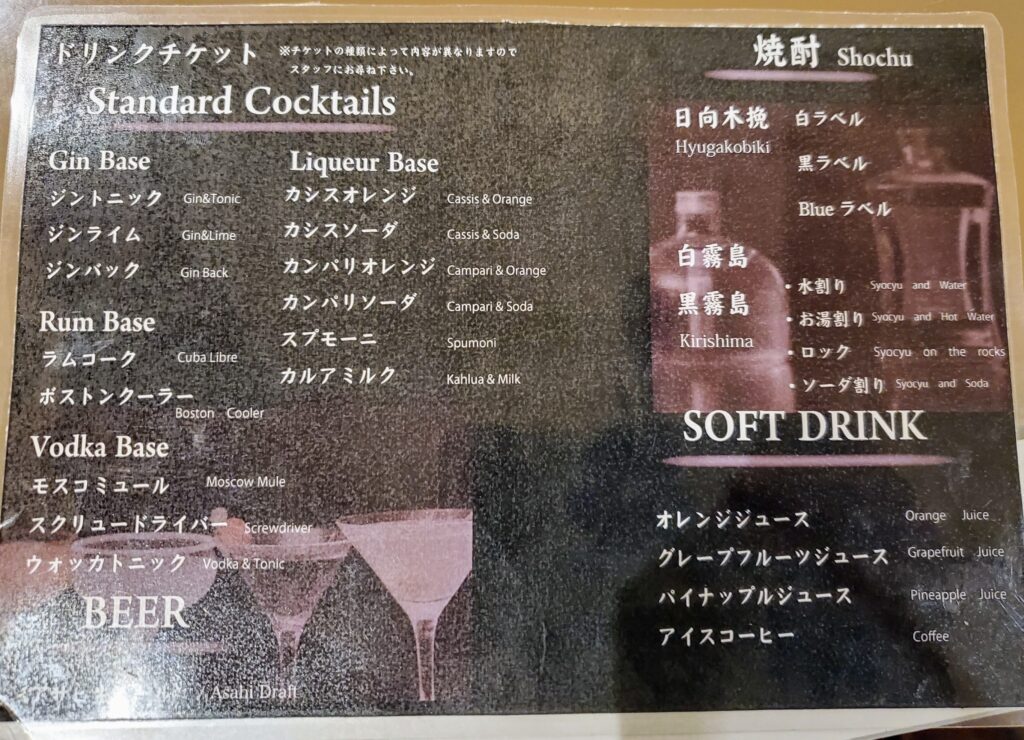 ドリンクチケット ※チケットの種類によって内容が異なりますので
スタッフにお尋ね下さい。
Standard Cocktails
Gin Base
ジントニック Gin&Tonic
ジンライム Gin&Lime
ジンバック Gin Back
Rum Base
ラムコーク Cuba Libre
ボストンクーラー
Boston Cooler
Vodka Base
モスコミュール Moscow Mule
スクリュードライバー Screwdriver
ウォッカトニック Vodka & Tonic
BEER
Asahi Draft
Liqueur Base
カシスオレンジ Cassis & Orange
カシスソーダ Cassis & Soda
カンパリオレンジ Campari & Orange
カンパリソーダ Campari & Soda
スプモーニ Spumoni
カルアミルク Kahlua & Milk
焼酎 Shochu
日向木挽 白ラベル
Hyugakobiki
黒ラベル
Blue ラベル
白霧島
黒霧島
Kirishima
・水割り Syocyu and Water
・お湯割り Syocyu and Hot Water
・ロック Syocyu on the rocks
・ソーダ割り Syocyu and Soda
SOFT DRINK
オレンジジュース Orange Juice
グレープフルーツジュース Grapefruit Juice
パイナップルジュース Pineapple Juice
アイスコーヒー Coffee